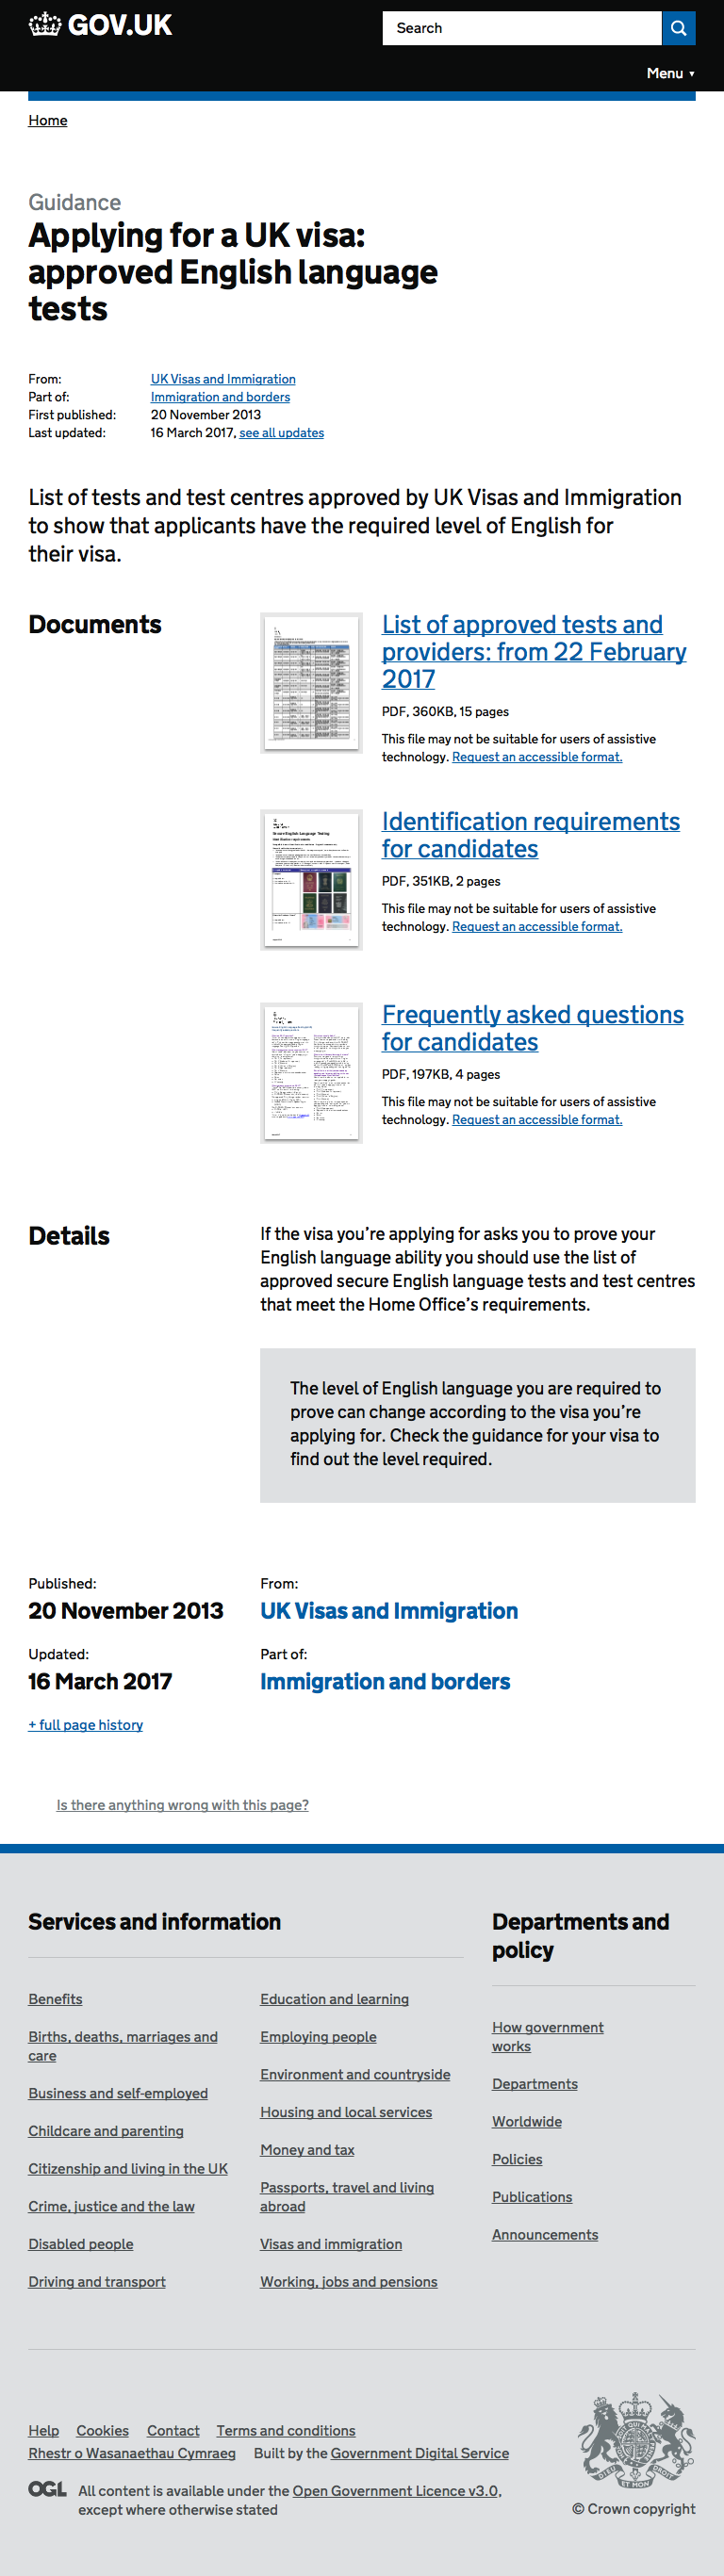 GOV.UK
Search
Menu ▼
Home
Guidance
Applying for a UK visa:
approved English language
tests
From: UK Visas and Immigration
Part of: Immigration and borders
First published: 20 November 2013
Last updated: 16 March 2017, see all updates
List of tests and test centres approved by UK Visas and Immigration
to show that applicants have the required level of English for
their visa.
Documents
List of approved tests and
providers: from 22 February
2017
PDF, 360KB, 15 pages
This file may not be suitable for users of assistive
technology. Request an accessible format.
Identification requirements
for candidates
PDF, 351KB, 2 pages
This file may not be suitable for users of assistive
technology. Request an accessible format.
Frequently asked questions
for candidates
PDF, 197KB, 4 pages
This file may not be suitable for users of assistive
technology. Request an accessible format.
Details
If the visa you’re applying for asks you to prove your
English language ability you should use the list of
approved secure English language tests and test centres
that meet the Home Office’s requirements.
The level of English language you are required to
prove can change according to the visa you’re
applying for. Check the guidance for your visa to
find out the level required.
Published:
20 November 2013
From:
UK Visas and Immigration
Updated:
16 March 2017
Part of:
Immigration and borders
+ full page history
Is there anything wrong with this page?
Services and information
Benefits
Births, deaths, marriages and
care
Business and self-employed
Childcare and parenting
Citizenship and living in the UK
Crime, justice and the law
Disabled people
Driving and transport
Education and learning
Employing people
Environment and countryside
Housing and local services
Money and tax
Passports, travel and living
abroad
Visas and immigration
Working, jobs and pensions
Departments and
policy
How government
works
Departments
Worldwide
Policies
Publications
Announcements
Help Cookies Contact Terms and conditions
Rhestr o Wasanaethau Cymraeg Built by the Government Digital Service
OGL All content is available under the Open Government Licence v3.0,
except where otherwise stated
© Crown copyright